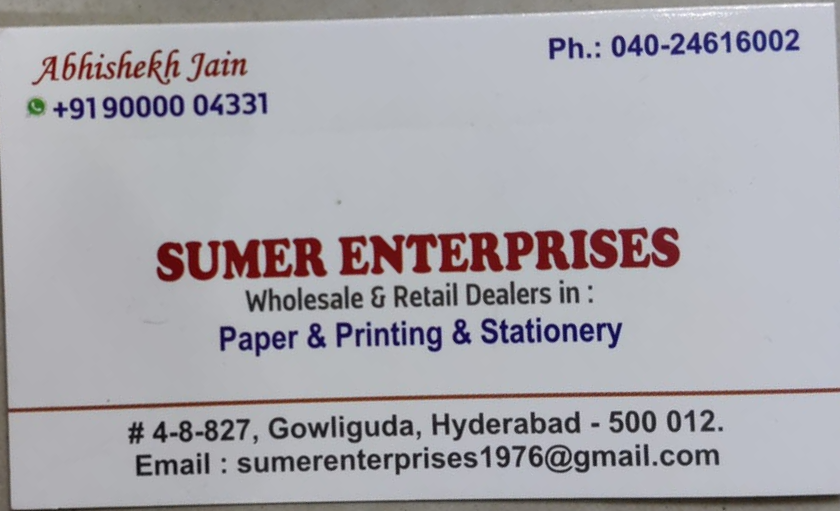 Abhishekh Jain
Ph.: 040-24616002
+91 90000 04331
SUMER ENTERPRISES
Wholesale & Retail Dealers in :
Paper & Printing & Stationery
# 4-8-827, Gowliguda, Hyderabad - 500 012.
Email : sumerenterprises1976@gmail.com